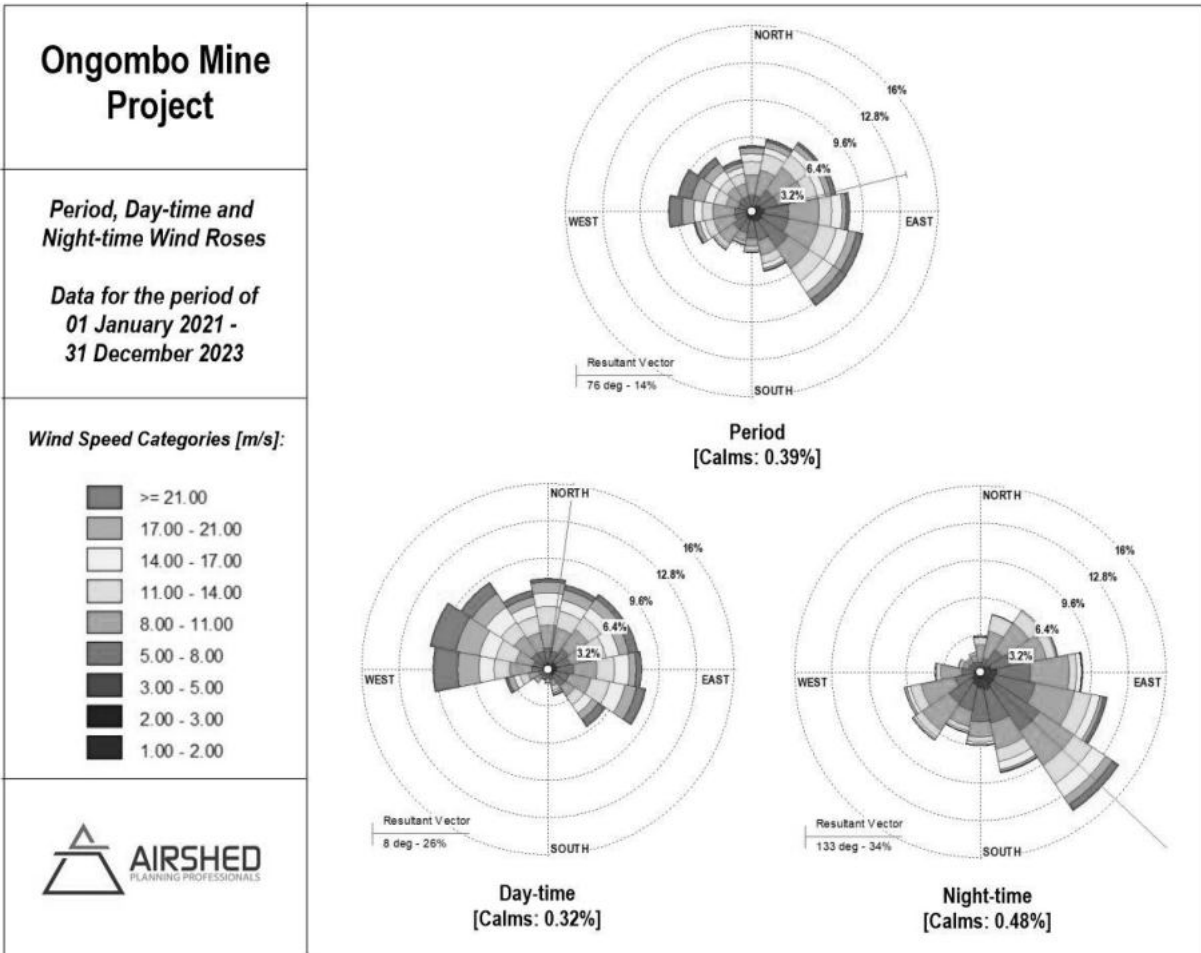 Ongombo Mine
Project
Period, Day-time and
Night-time Wind Roses
Data for the period of
01 January 2021 -
31 December 2023
Wind Speed Categories [m/s]:
>= 21.00
17.00 - 21.00
14.00 - 17.00
11.00 - 14.00
8.00 - 11.00
5.00 - 8.00
3.00 - 5.00
2.00 - 3.00
1.00 - 2.00
AIRSHED
PLANNING PROFESSIONALS
NORTH
16%
12.8%
9.6%
6.4%
3.2%
WEST
EAST
Resultant Vector
76 deg - 14%
SOUTH
Period
[Calms: 0.39%]
NORTH
16%
12.8%
9.6%
6.4%
3.2%
WEST
EAST
Resultant Vector
8 deg - 26%
SOUTH
Day-time
[Calms: 0.32%]
NORTH
16%
12.8%
9.6%
6.4%
3.2%
WEST
EAST
Resultant Vector
133 deg - 34%
SOUTH
Night-time
[Calms: 0.48%]